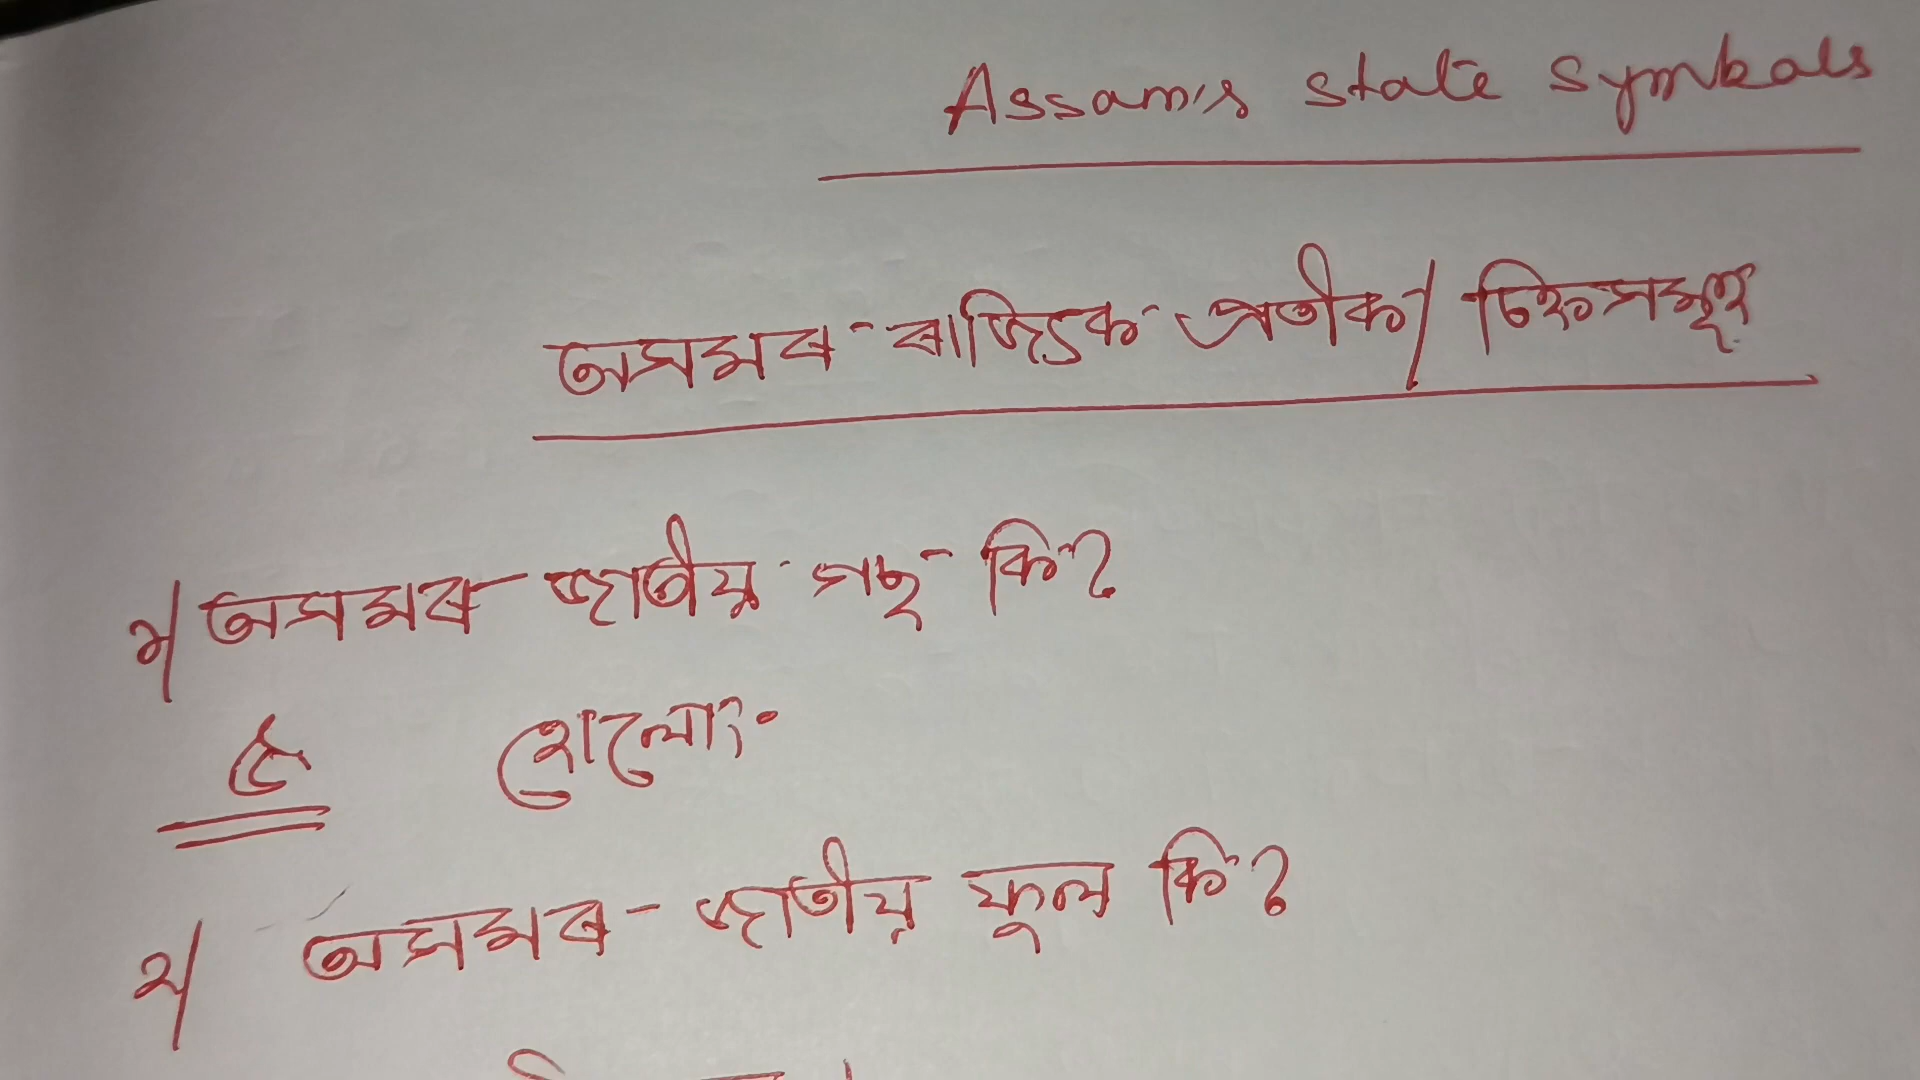 Assam's state symbols
অসমৰ ৰাজ্যিক প্ৰতীক/ চিহ্নসমূহ
১/ অসমৰ জাতীয় গছ কি?
উঃ হোলোং
২/ অসমৰ জাতীয় ফুল কি?